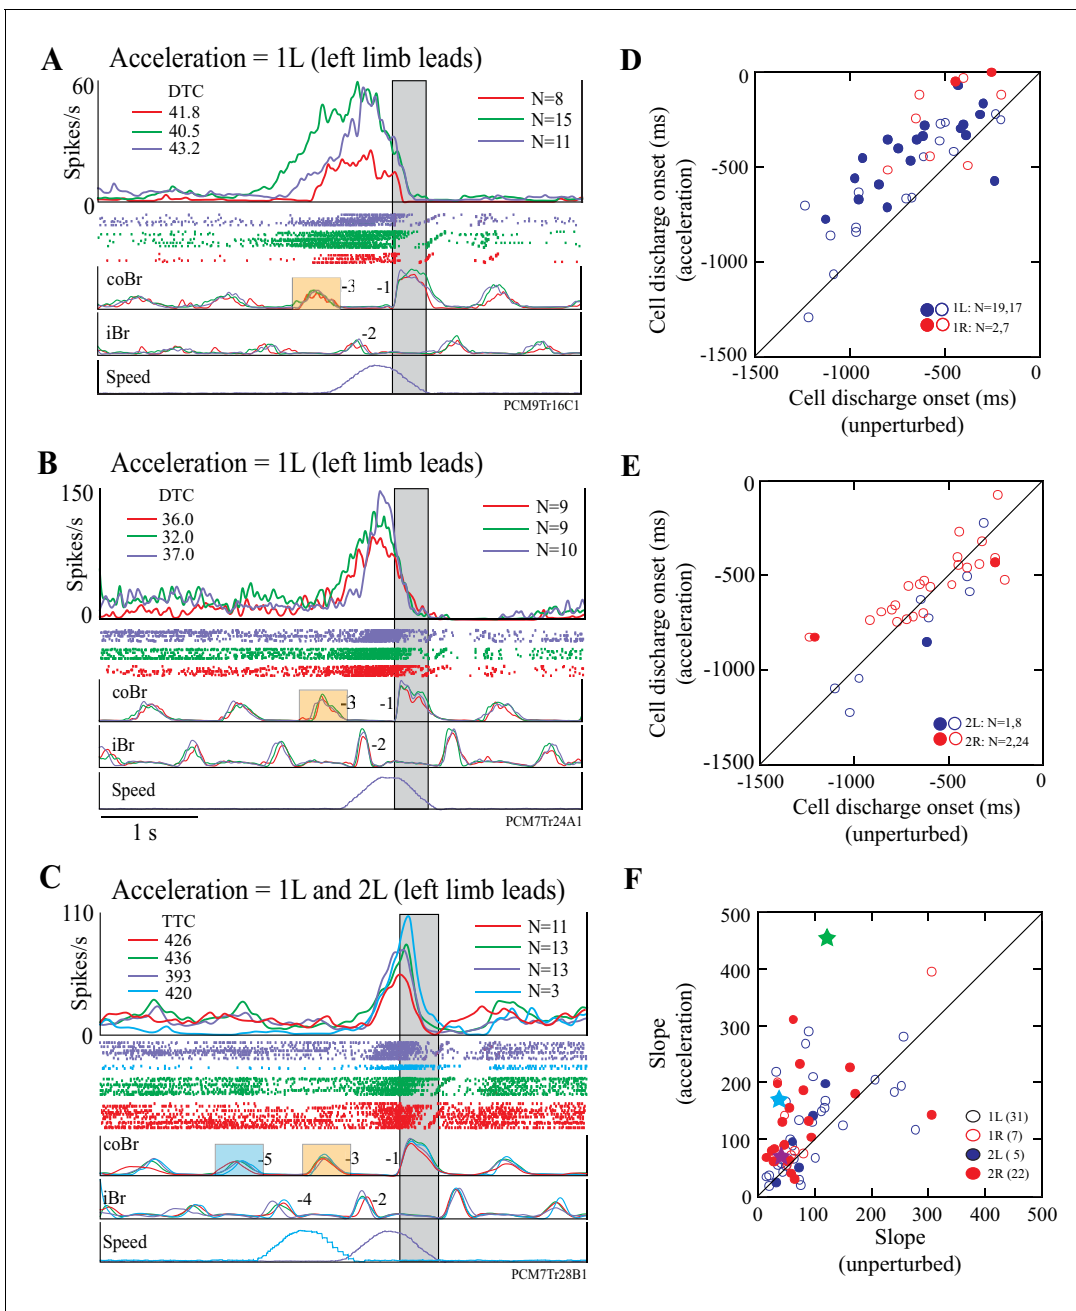 A Acceleration = 1L (left limb leads)
60
Spikes/s
0
DTC
41.8
40.5
43.2
N=8
N=15
N=11
coBr
-3
-1
iBr
-2
Speed
PCM9Tr16C1
B Acceleration = 1L (left limb leads)
150
Spikes/s
0
DTC
36.0
32.0
37.0
N=9
N=9
N=10
coBr
-3
-1
iBr
-2
Speed
1 s
PCM7Tr24A1
C Acceleration = 1L and 2L (left limb leads)
110
Spikes/s
0
TTC
426
436
393
420
N=11
N=13
N=13
N=3
coBr
-5
-3
-1
iBr
-4
-2
Speed
PCM7Tr28B1
D
Cell discharge onset (ms)
(acceleration)
0
-500
-1000
-1500
1L: N=19,17
1R: N=2,7
-1500 -1000 -500 0
Cell discharge onset (ms)
(unperturbed)
E
Cell discharge onset (ms)
(acceleration)
0
-500
-1000
-1500
2L: N=1,8
2R: N=2,24
-1500 -1000 -500 0
Cell discharge onset (ms)
(unperturbed)
F
Slope
(acceleration)
500
400
300
200
100
0
1L (31)
1R (7)
2L ( 5)
2R (22)
0 100 200 300 400 500
Slope
(unperturbed)